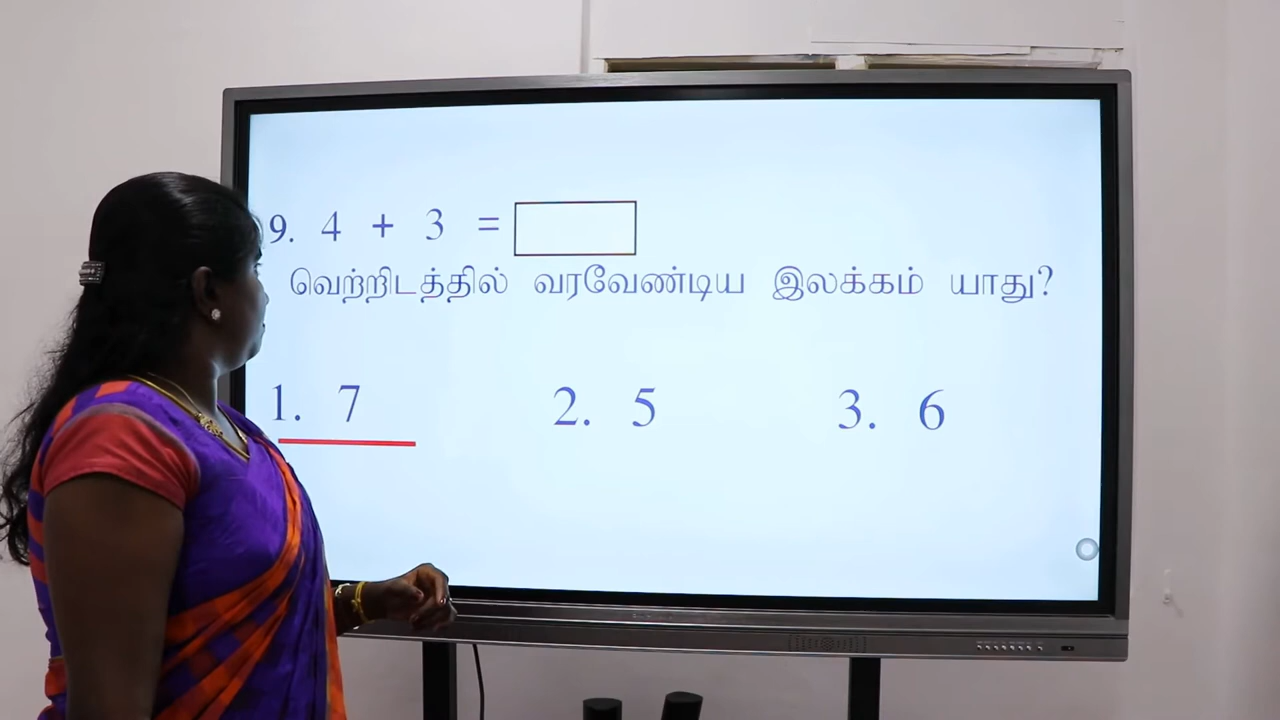 9. 4 + 3 =
வெற்றிடத்தில் வரவேண்டிய இலக்கம் யாது?
1. 7 2. 5 3. 6